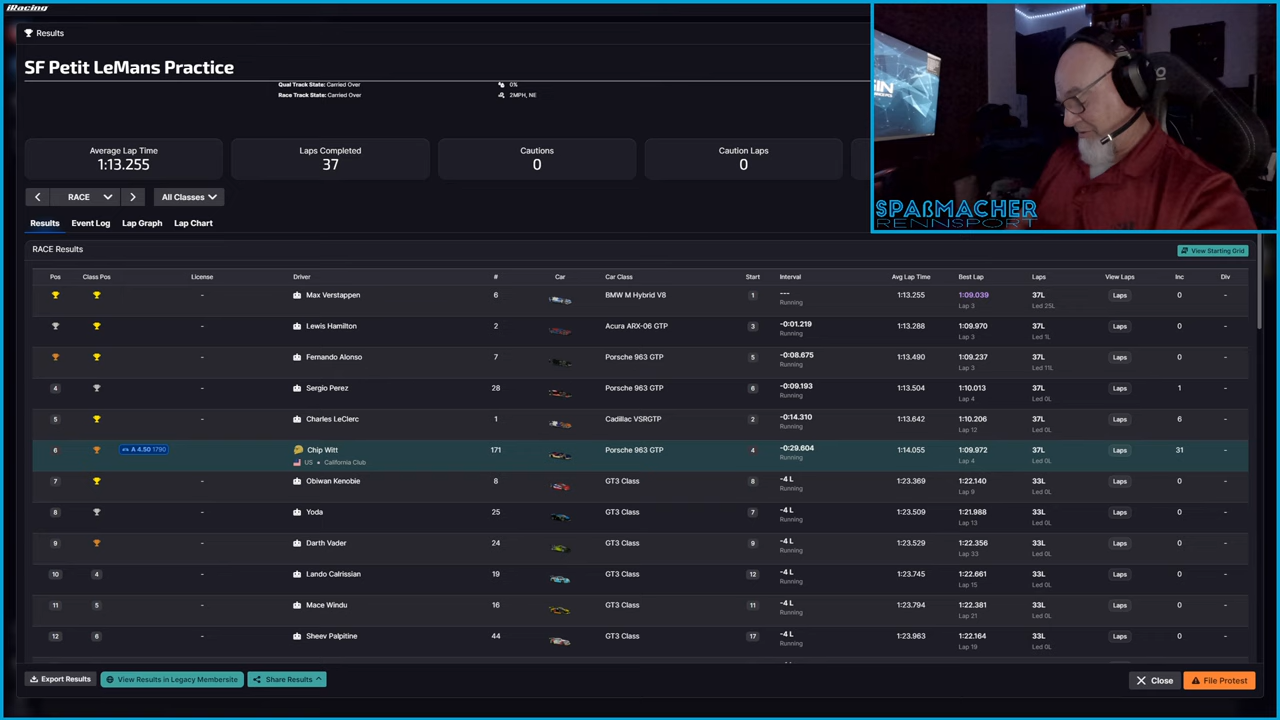 iRacing
Results
SF Petit LeMans Practice
Qual Track State: Carried Over 0%
Race Track State: Carried Over 2MPH, NE
Average Lap Time Laps Completed Cautions Caution Laps
1:13.255 37 0 0
RACE All Classes
Results Event Log Lap Graph Lap Chart
SPAßMACHER
RENNSPORT
RACE Results View Starting Grid
Pos Class Pos License Driver # Car Car Class Start Interval Avg Lap Time Best Lap Laps View Laps Inc Div
- Max Verstappen 6 BMW M Hybrid V8 1 --- 1:13.255 1:09.039 37L Laps 0 -
Running Lap 3 Led 25L
- Lewis Hamilton 2 Acura ARX-06 GTP 3 -0:01.219 1:13.288 1:09.970 37L Laps 0 -
Running Lap 3 Led 1L
- Fernando Alonso 7 Porsche 963 GTP 5 -0:08.675 1:13.490 1:09.237 37L Laps 0 -
Running Lap 3 Led 11L
4 - Sergio Perez 28 Porsche 963 GTP 6 -0:09.193 1:13.504 1:10.013 37L Laps 1 -
Running Lap 4 Led 0L
5 - Charles LeClerc 1 Cadillac VSRGTP 2 -0:14.310 1:13.642 1:10.206 37L Laps 6 -
Running Lap 12 Led 0L
6 A 4.50 1790 Chip Witt 171 Porsche 963 GTP 4 -0:29.604 1:14.055 1:09.972 37L Laps 31 -
US • California Club Running Lap 4 Led 0L
7 - Obiwan Kenobie 8 GT3 Class 8 -4 L 1:23.369 1:22.140 33L Laps 0 -
Running Lap 9 Led 0L
8 - Yoda 25 GT3 Class 7 -4 L 1:23.509 1:21.988 33L Laps 0 -
Running Lap 13 Led 0L
9 - Darth Vader 24 GT3 Class 9 -4 L 1:23.529 1:22.356 33L Laps 0 -
Running Lap 33 Led 0L
10 4 - Lando Calrissian 19 GT3 Class 12 -4 L 1:23.745 1:22.661 33L Laps 0 -
Running Lap 15 Led 0L
11 5 - Mace Windu 16 GT3 Class 11 -4 L 1:23.794 1:22.381 33L Laps 0 -
Running Lap 21 Led 0L
12 6 - Sheev Palpitine 44 GT3 Class 17 -4 L 1:23.963 1:22.164 33L Laps 0 -
Running Lap 19 Led 0L
Export Results View Results in Legacy Membersite Share Results Close File Protest